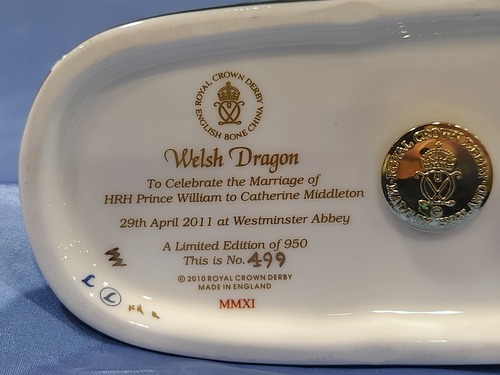 ROYAL CROWN DERBY
ENGLISH BONE CHINA
Welsh Dragon
To Celebrate the Marriage of
HRH Prince William to Catherine Middleton
29th April 2011 at Westminster Abbey
A Limited Edition of 950
This is No. 499
© 2010 ROYAL CROWN DERBY
MADE IN ENGLAND
MMXI
L
L
ROYAL CROWN